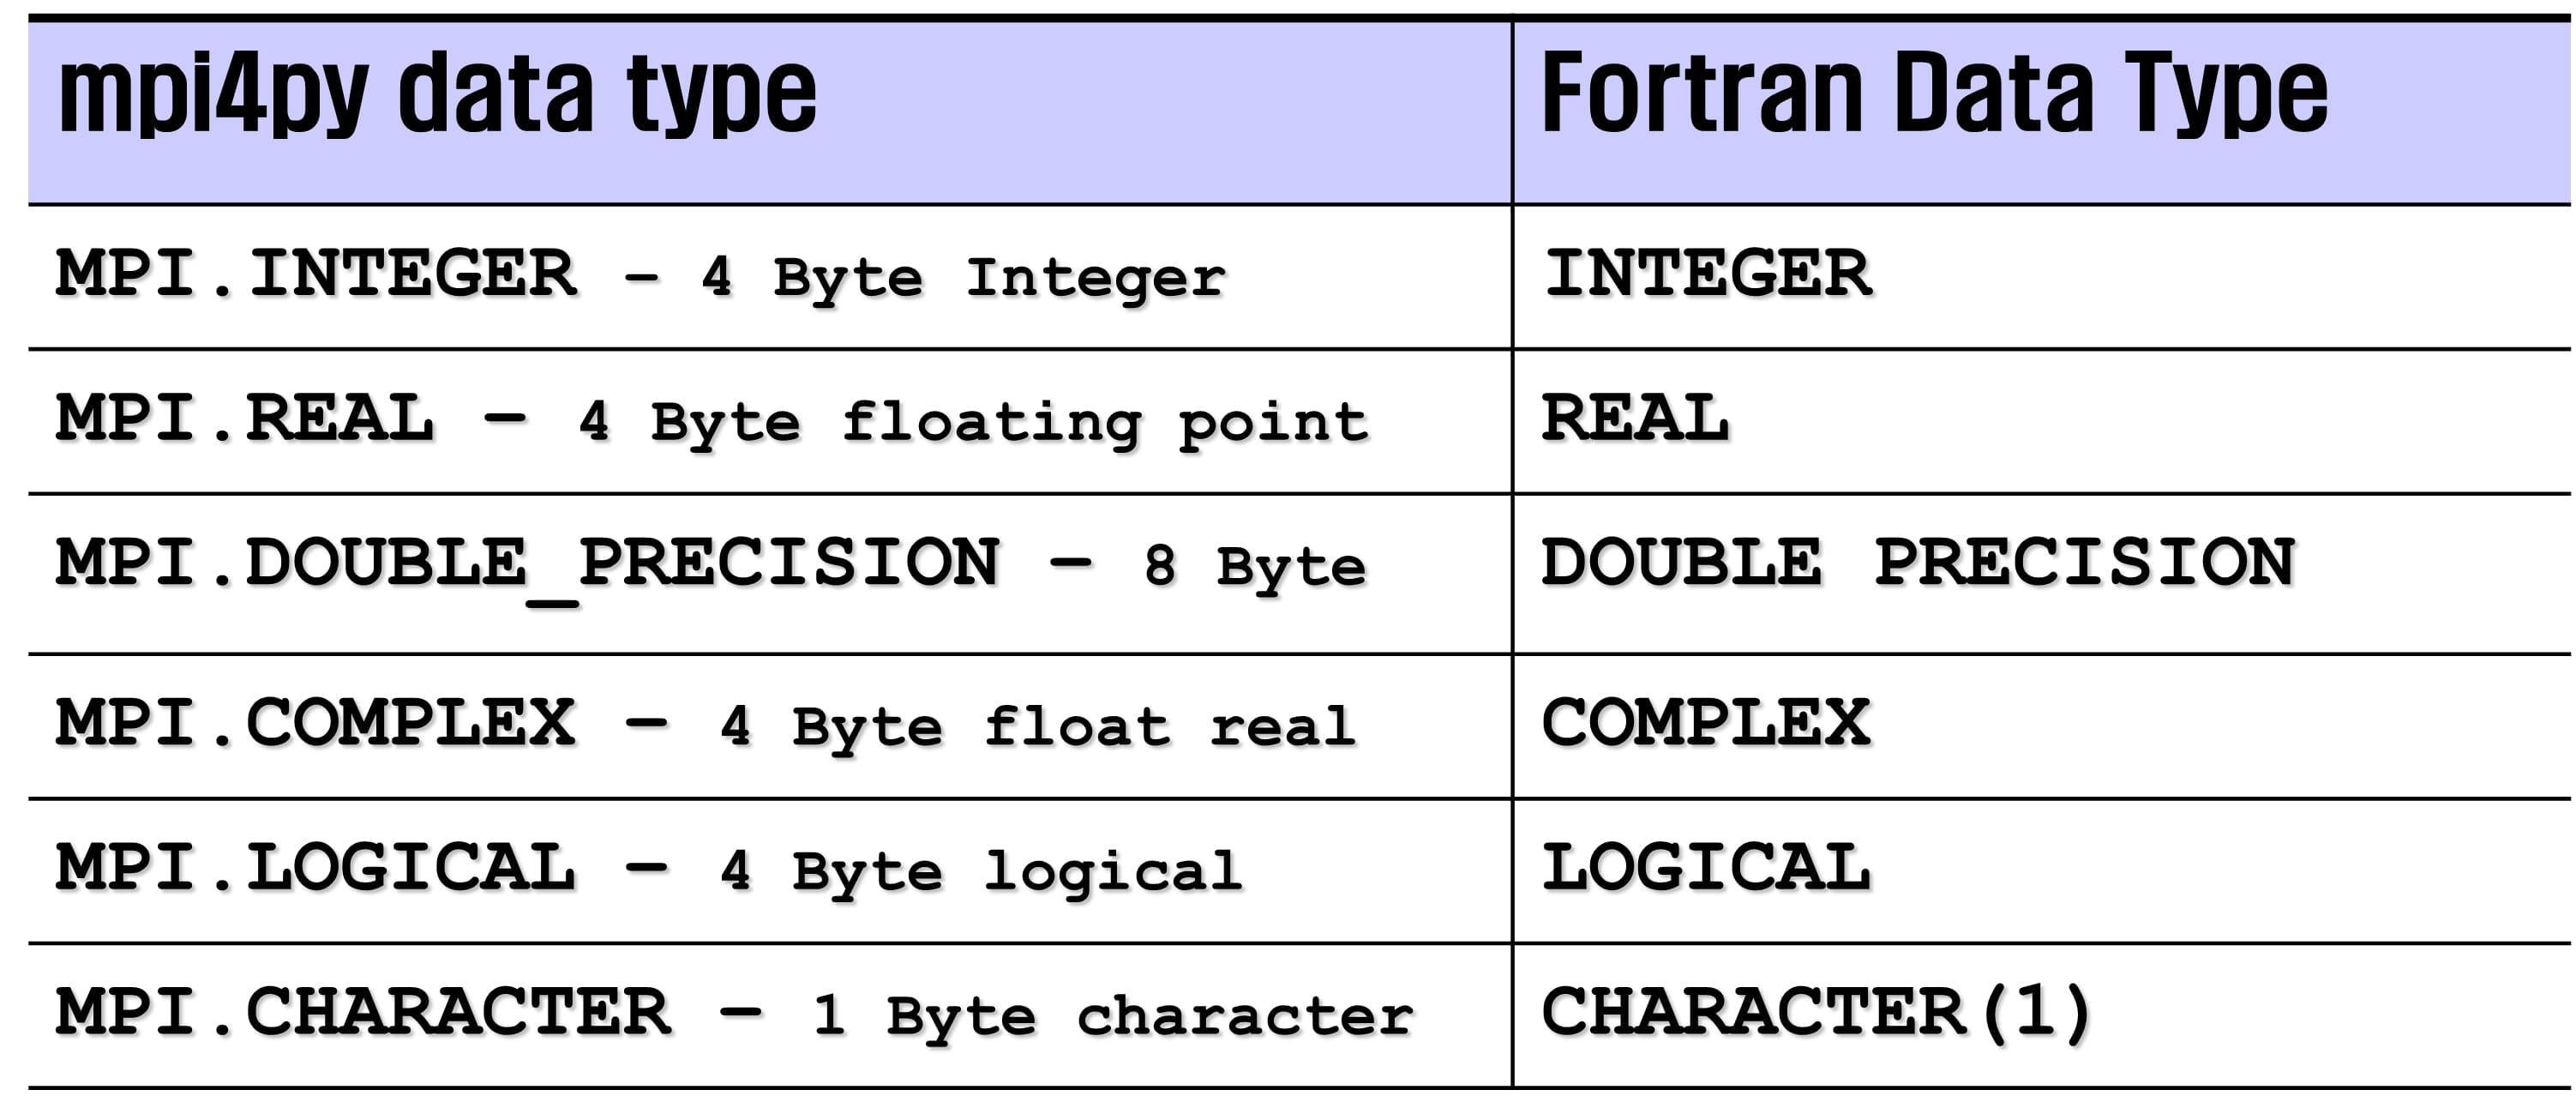 mpi4py data type Fortran Data Type
MPI.INTEGER – 4 Byte Integer INTEGER
MPI.REAL – 4 Byte floating point REAL
MPI.DOUBLE_PRECISION – 8 Byte DOUBLE PRECISION
MPI.COMPLEX – 4 Byte float real COMPLEX
MPI.LOGICAL – 4 Byte logical LOGICAL
MPI.CHARACTER – 1 Byte character CHARACTER(1)